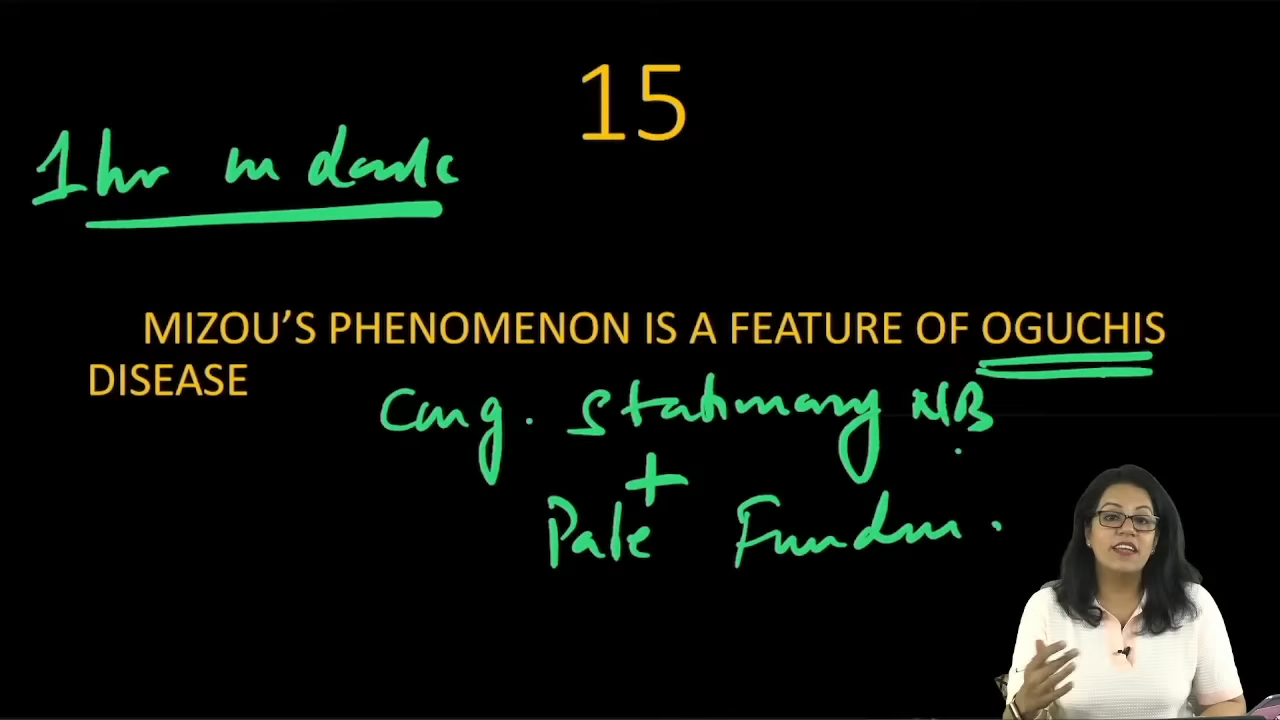 15
1hr in dark
MIZOU’S PHENOMENON IS A FEATURE OF OGUCHIS
DISEASE
Cong. Stationary NB
+
Pale Fundus.